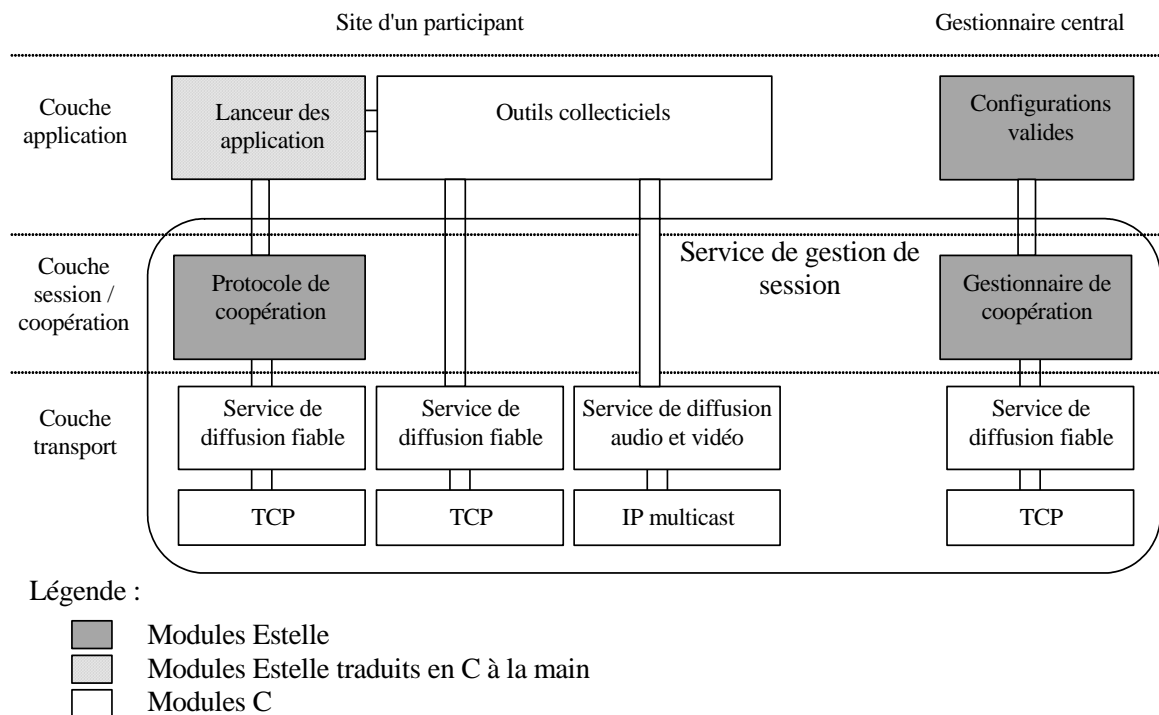 Site d'un participant
Gestionnaire central
Couche
application
Lanceur des
application
Outils collecticiels
Configurations
valides
Couche
session /
coopération
Protocole de
coopération
Service de gestion de
session
Gestionnaire de
coopération
Couche
transport
Service de
diffusion fiable
Service de
diffusion fiable
Service de diffusion
audio et vidéo
Service de
diffusion fiable
TCP
TCP
IP multicast
TCP
Légende :
Modules Estelle
Modules Estelle traduits en C à la main
Modules C